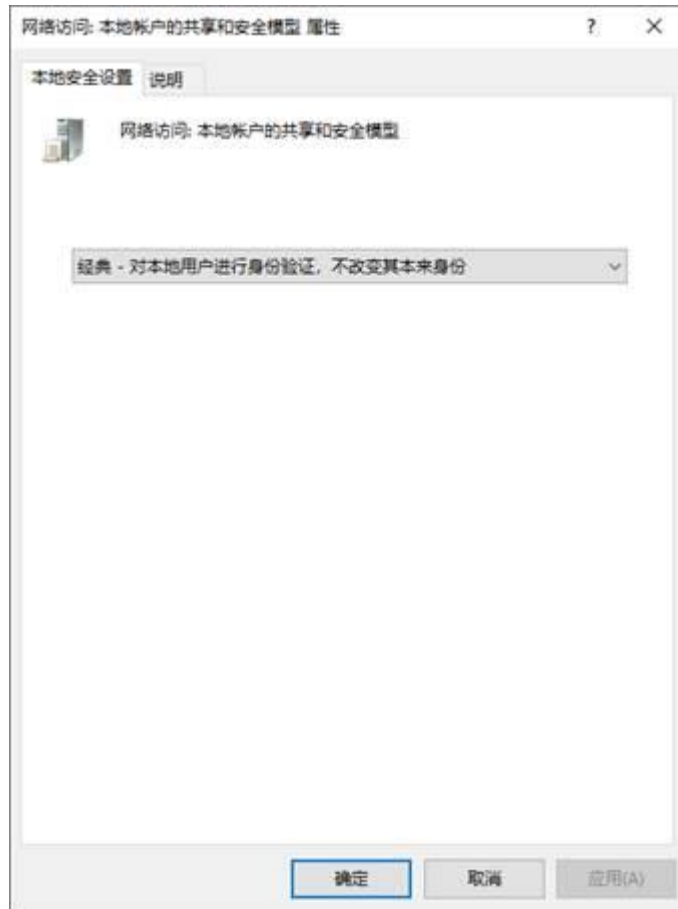 网络访问: 本地帐户的共享和安全模型 属性
?
×
本地安全设置 说明
网络访问: 本地帐户的共享和安全模型
经典 - 对本地用户进行身份验证，不改变其本来身份
确定 取消 应用(A)